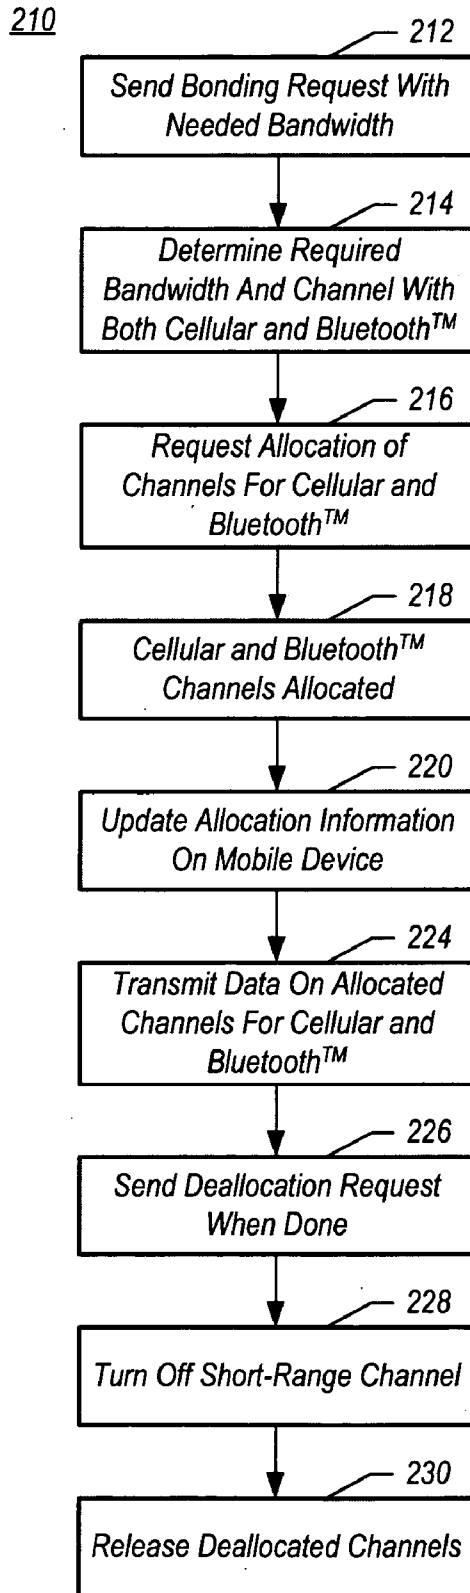 210
212
Send Bonding Request With
Needed Bandwidth
214
Determine Required
Bandwidth And Channel With
Both Cellular and Bluetooth™
216
Request Allocation of
Channels For Cellular and
Bluetooth™
218
Cellular and Bluetooth™
Channels Allocated
220
Update Allocation Information
On Mobile Device
224
Transmit Data On Allocated
Channels For Cellular and
Bluetooth™
226
Send Deallocation Request
When Done
228
Turn Off Short-Range Channel
230
Release Deallocated Channels